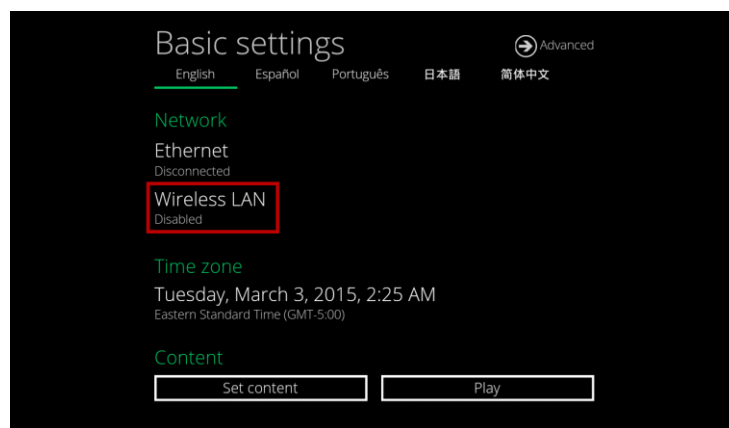 Basic settings
Advanced
English Español Português 日本語 简体中文
Network
Ethernet
Disconnected
Wireless LAN
Disabled
Time zone
Tuesday, March 3, 2015, 2:25 AM
Eastern Standard Time (GMT-5:00)
Content
Set content Play